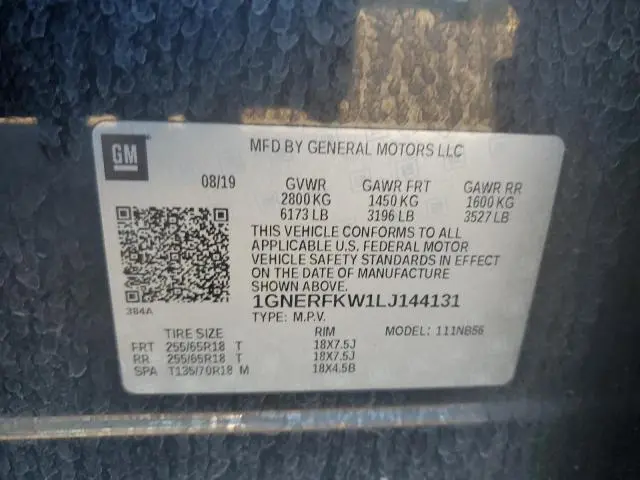 GM
MFD BY GENERAL MOTORS LLC
08/19 GVWR GAWR FRT GAWR RR
2800 KG 1450 KG 1600 KG
6173 LB 3196 LB 3527 LB
THIS VEHICLE CONFORMS TO ALL
APPLICABLE U.S. FEDERAL MOTOR
VEHICLE SAFETY STANDARDS IN EFFECT
ON THE DATE OF MANUFACTURE
SHOWN ABOVE.
1GNERFKW1LJ144131
384A
TYPE: M.P.V.
TIRE SIZE RIM MODEL: 111NB56
FRT 255/65R18 T 18X7.5J
RR 255/65R18 T 18X7.5J
SPA T135/70R18 M 18X4.5B